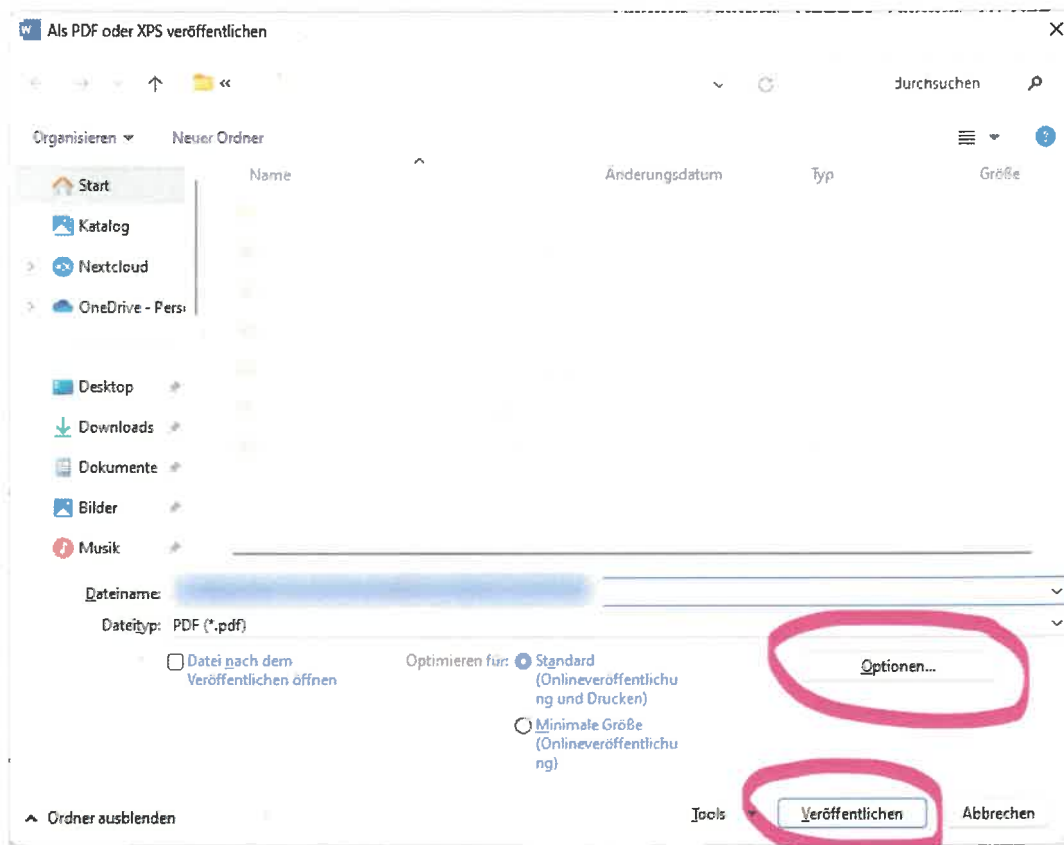 Als PDF oder XPS veröffentlichen
«
durchsuchen
Organisieren
Neuer Ordner
Name
Änderungsdatum
Typ
Größe
Start
Katalog
Nextcloud
OneDrive - Pers
Desktop
Downloads
Dokumente
Bilder
Musik
Dateiname:
Dateityp: PDF (*.pdf)
Datei nach dem
Veröffentlichen öffnen
Optimieren für:
Standard
(Onlineveröffentlichu
ng und Drucken)
Minimale Größe
(Onlineveröffentlichu
ng)
Optionen...
Ordner ausblenden
Tools
Veröffentlichen
Abbrechen